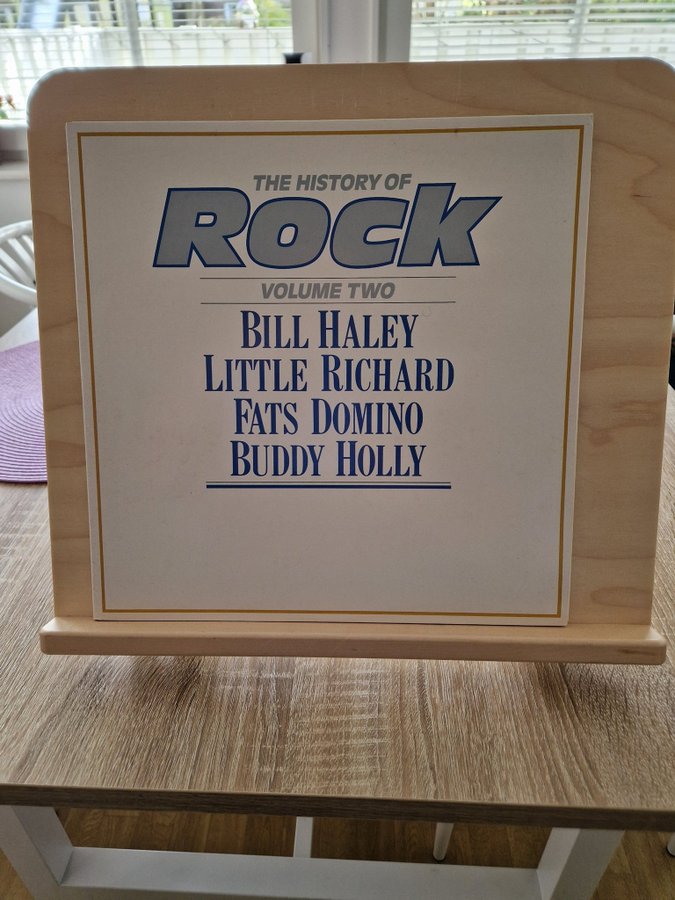 THE HISTORY OF
ROCK
VOLUME TWO
BILL HALEY
LITTLE RICHARD
FATS DOMINO
BUDDY HOLLY